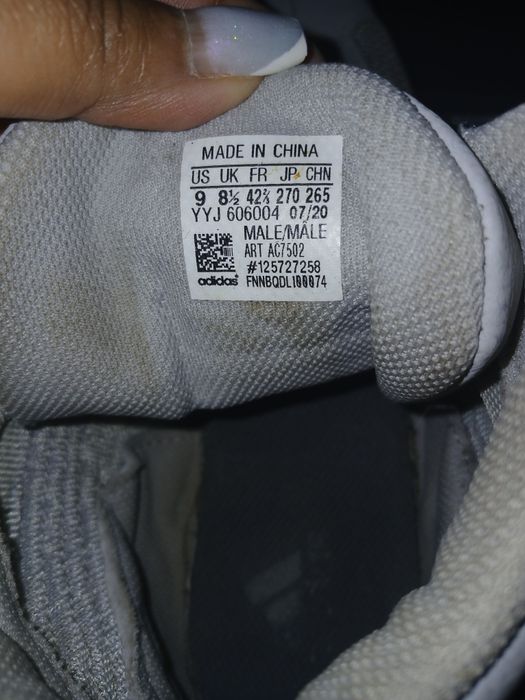 MADE IN CHINA
US UK FR JP CHN
9 8½ 42⅔ 270 265
YYJ 606004 07/20
MALE/MÂLE
ART AC7502
#125727258
adidas FNNBQDLI00074